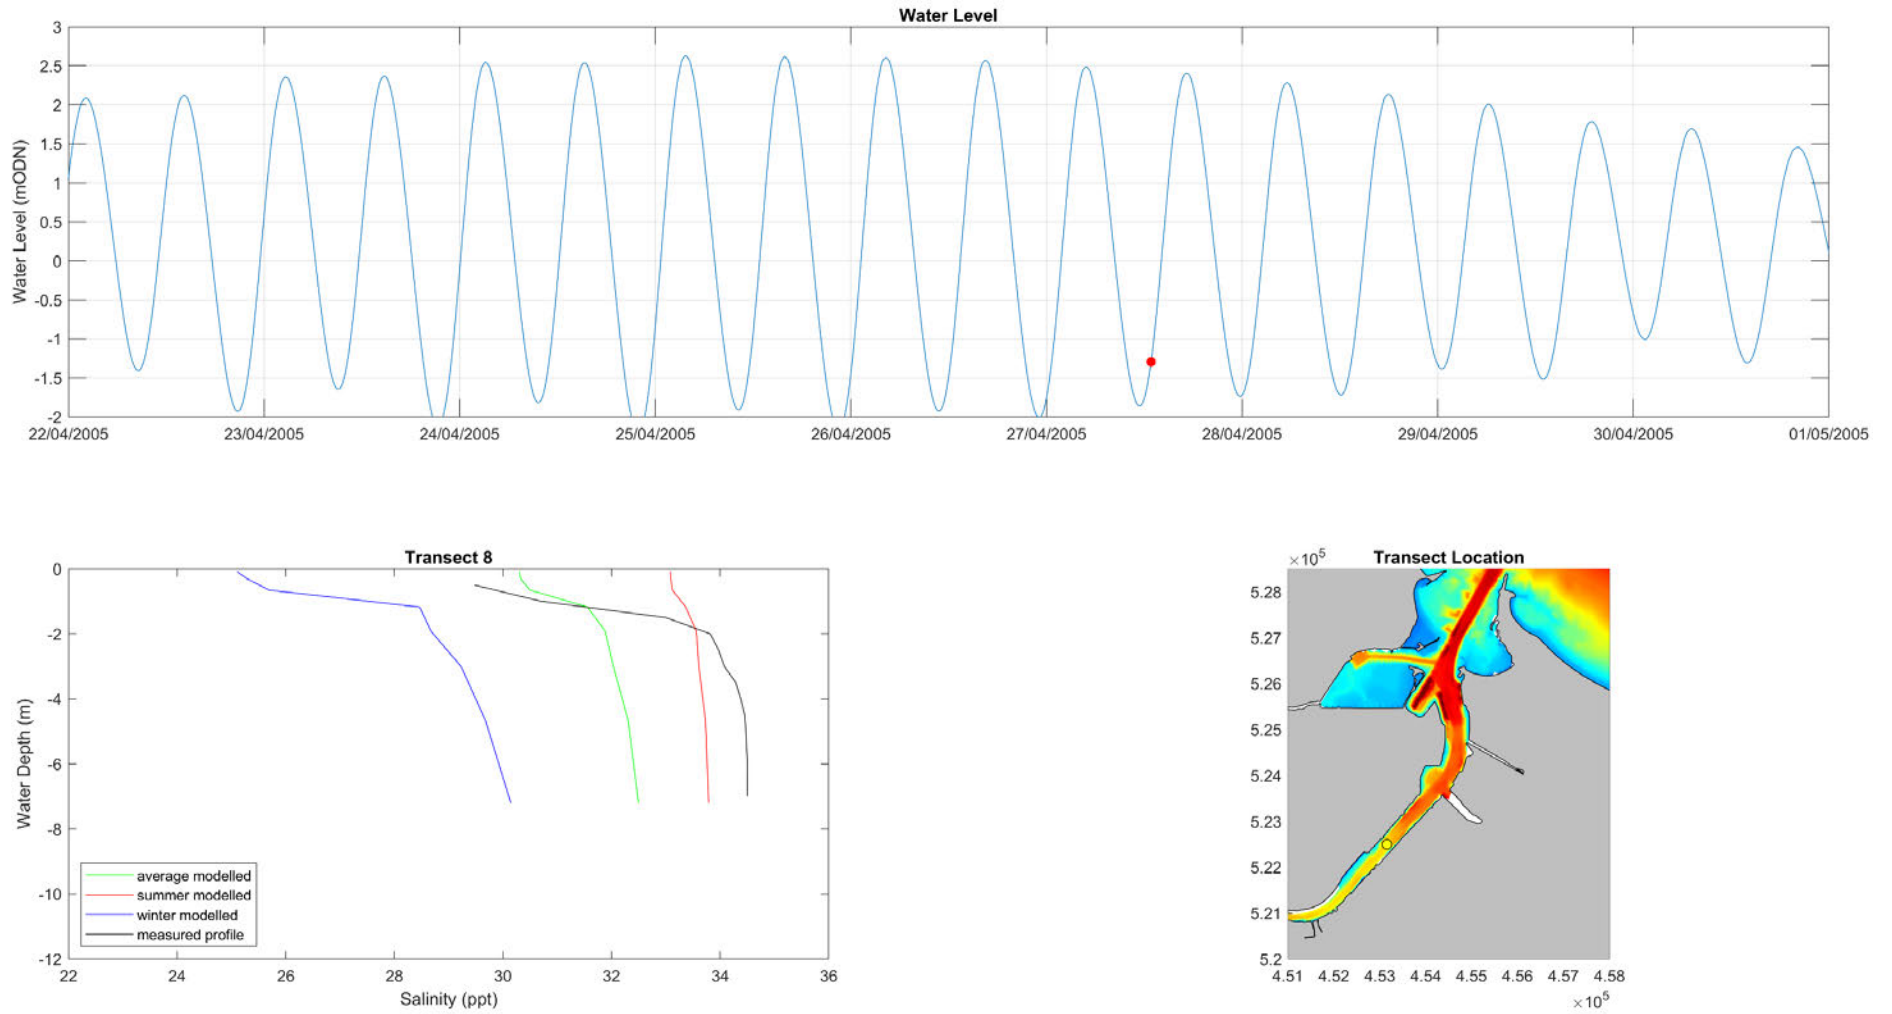 Water Level
3
2.5
2
1.5
1
0.5
0
-0.5
-1
-1.5
-2
Water Level (mODN)
22/04/2005 23/04/2005 24/04/2005 25/04/2005 26/04/2005 27/04/2005 28/04/2005 29/04/2005 30/04/2005 01/05/2005
Transect 8
0
-2
-4
-6
-8
-10
-12
Water Depth (m)
average modelled
summer modelled
winter modelled
measured profile
22 24 26 28 30 32 34 36
Salinity (ppt)
×10⁵ Transect Location
5.28
5.27
5.26
5.25
5.24
5.23
5.22
5.21
5.2
4.51 4.52 4.53 4.54 4.55 4.56 4.57 4.58
×10⁵